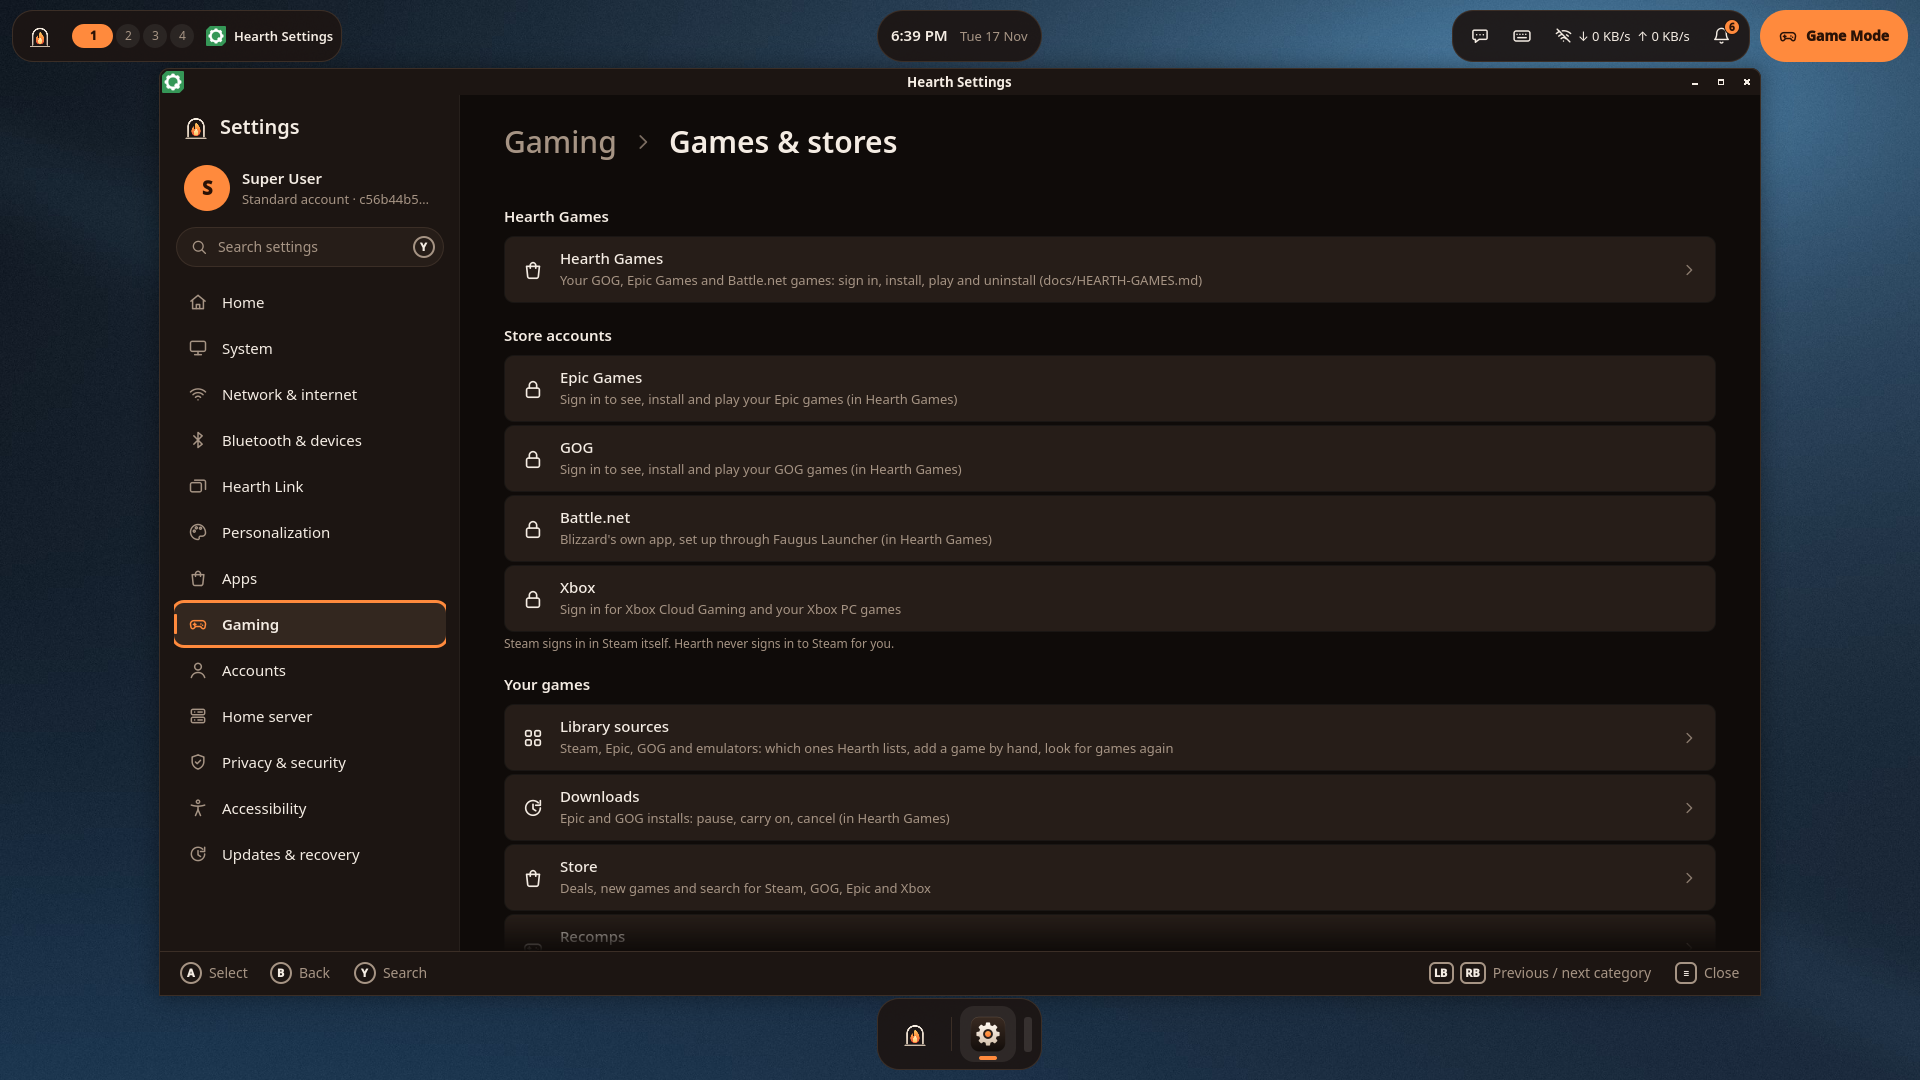 1 2 3 4 Hearth Settings
6:39 PM Tue 17 Nov
↓ 0 KB/s ↑ 0 KB/s 6
Game Mode
Hearth Settings
Settings
S
Super User
Standard account · c56b44b5...
Search settings Y
Home
System
Network & internet
Bluetooth & devices
Hearth Link
Personalization
Apps
Gaming
Accounts
Home server
Privacy & security
Accessibility
Updates & recovery
Gaming > Games & stores
Hearth Games
Hearth Games
Your GOG, Epic Games and Battle.net games: sign in, install, play and uninstall (docs/HEARTH-GAMES.md)
Store accounts
Epic Games
Sign in to see, install and play your Epic games (in Hearth Games)
GOG
Sign in to see, install and play your GOG games (in Hearth Games)
Battle.net
Blizzard's own app, set up through Faugus Launcher (in Hearth Games)
Xbox
Sign in for Xbox Cloud Gaming and your Xbox PC games
Steam signs in in Steam itself. Hearth never signs in to Steam for you.
Your games
Library sources
Steam, Epic, GOG and emulators: which ones Hearth lists, add a game by hand, look for games again
Downloads
Epic and GOG installs: pause, carry on, cancel (in Hearth Games)
Store
Deals, new games and search for Steam, GOG, Epic and Xbox
Recomps
A Select B Back Y Search
LB RB Previous / next category ≡ Close